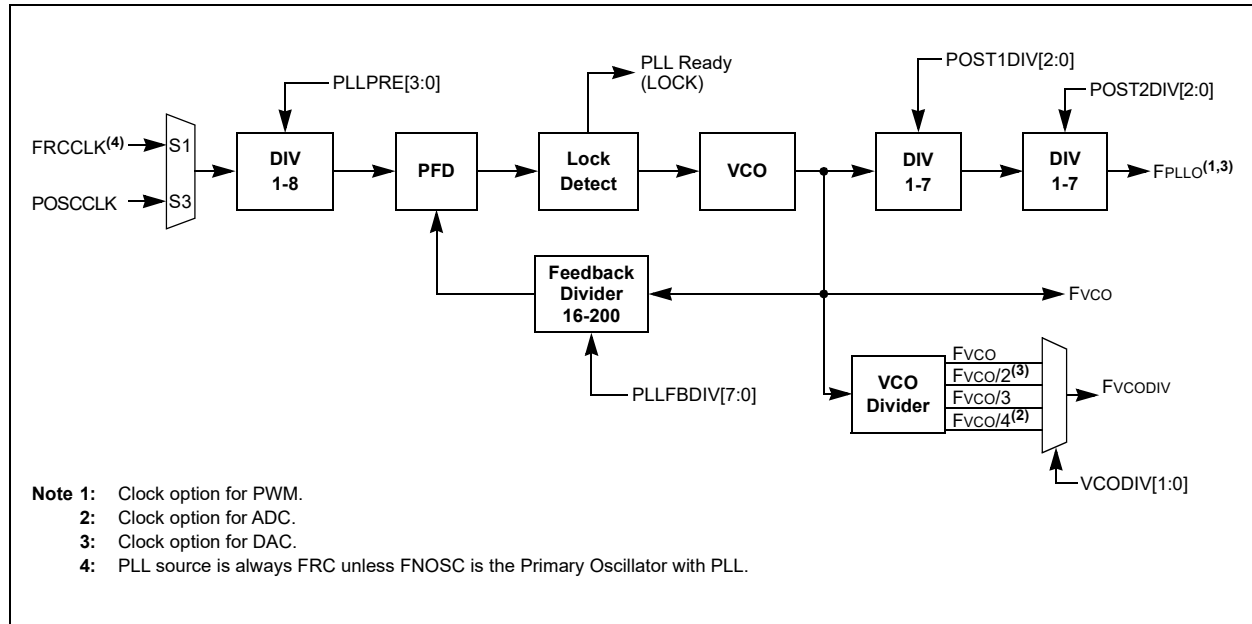 PLLPRE[3:0]
PLL Ready
(LOCK)
POST1DIV[2:0]
POST2DIV[2:0]
FRCCLK(4)
S1
POSCCLK
S3
DIV
1-8
PFD
Lock
Detect
VCO
DIV
1-7
DIV
1-7
FPLLO(1,3)
Feedback
Divider
16-200
FVCO
PLLFBDIV[7:0]
VCO
Divider
FVCO
FVCO/2(3)
FVCO/3
FVCO/4(2)
FVCODIV
VCODIV[1:0]
Note 1: Clock option for PWM.
2: Clock option for ADC.
3: Clock option for DAC.
4: PLL source is always FRC unless FNOSC is the Primary Oscillator with PLL.